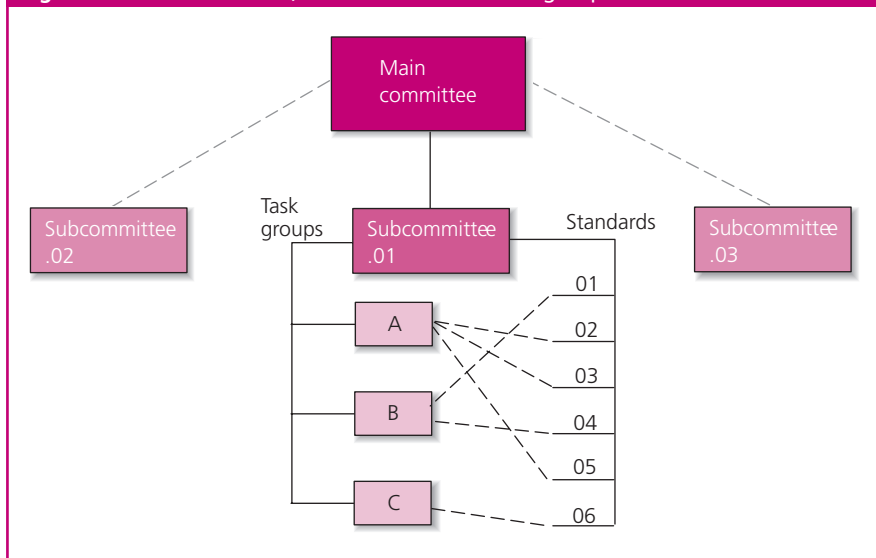 Main
committee
Subcommittee
.02
Task
groups
Subcommittee
.01
Standards
Subcommittee
.03
A
B
C
01
02
03
04
05
06